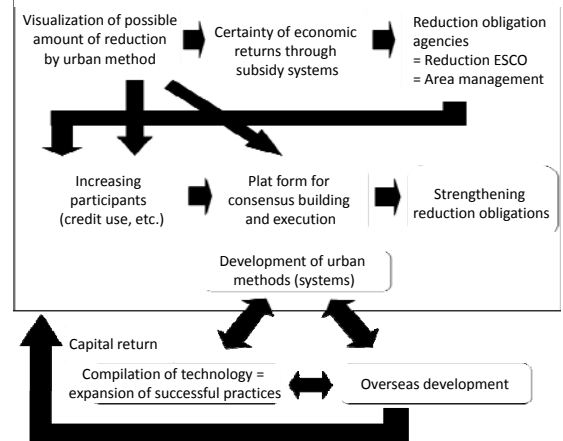 Visualization of possible
amount of reduction
by urban method
Certainty of economic
returns through
subsidy systems
Reduction obligation
agencies
= Reduction ESCO
= Area management
Increasing
participants
(credit use, etc.)
Plat form for
consensus building
and execution
Strengthening
reduction obligations
Development of urban
methods (systems)
Capital return
Compilation of technology =
expansion of successful practices
Overseas development